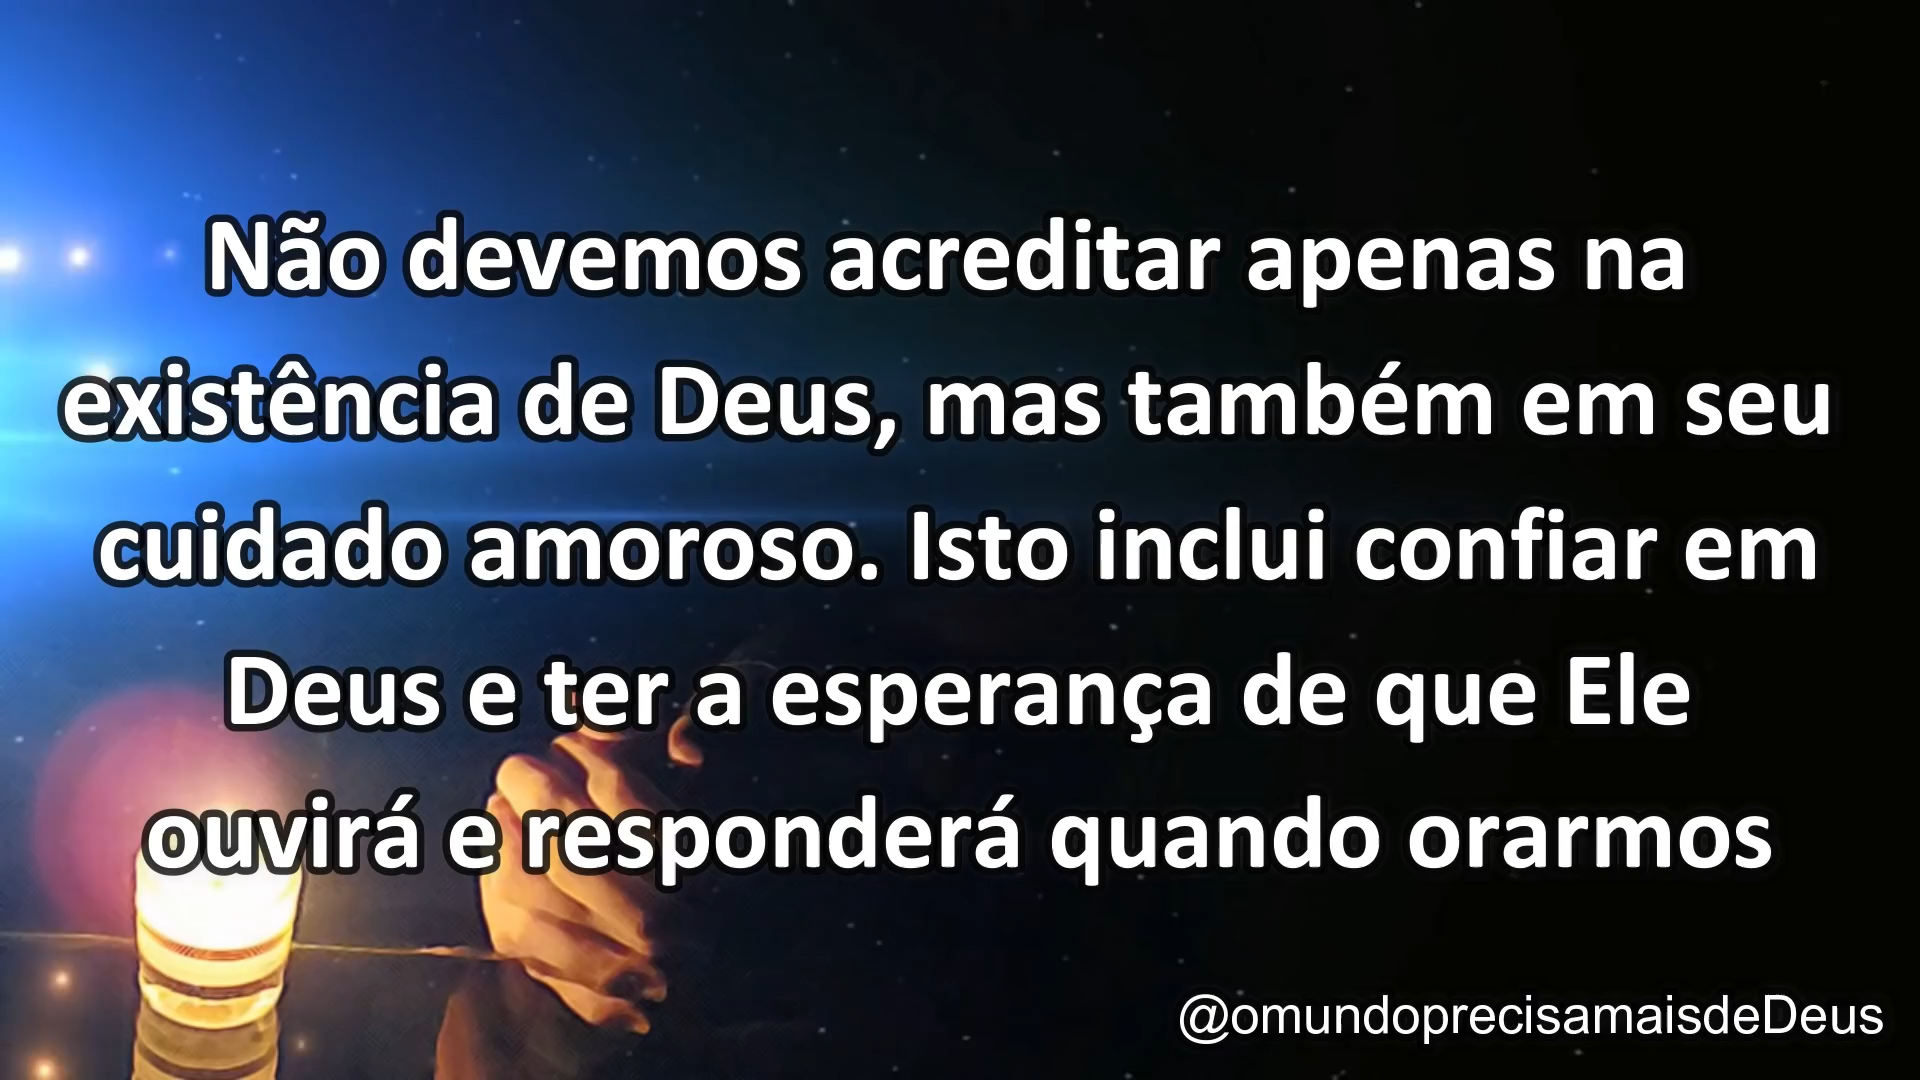 Não devemos acreditar apenas na
existência de Deus, mas também em seu
cuidado amoroso. Isto inclui confiar em
Deus e ter a esperança de que Ele
ouvirá e responderá quando orarmos
@omundoprecisamaisdeDeus